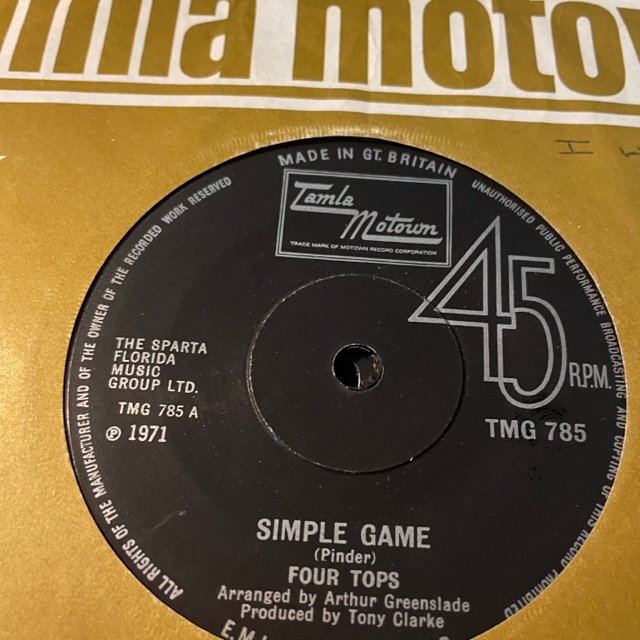 motow
I
MADE IN GT. BRITAIN
Tamla
Motown
TRADE MARK OF MOTOWN RECORD CORPORATION
UNAUTHORISED PUBLIC PERFORMANCE BROADCASTING AND COPYING OF THIS RECORD PROHIBITED
ALL RIGHTS OF THE MANUFACTURER AND OF THE OWNER OF THE RECORDED WORK RESERVED
45
R.P.M.
THE SPARTA
FLORIDA
MUSIC
GROUP LTD.
TMG 785 A
℗ 1971
TMG 785
SIMPLE GAME
(Pinder)
FOUR TOPS
Arranged by Arthur Greenslade
Produced by Tony Clarke